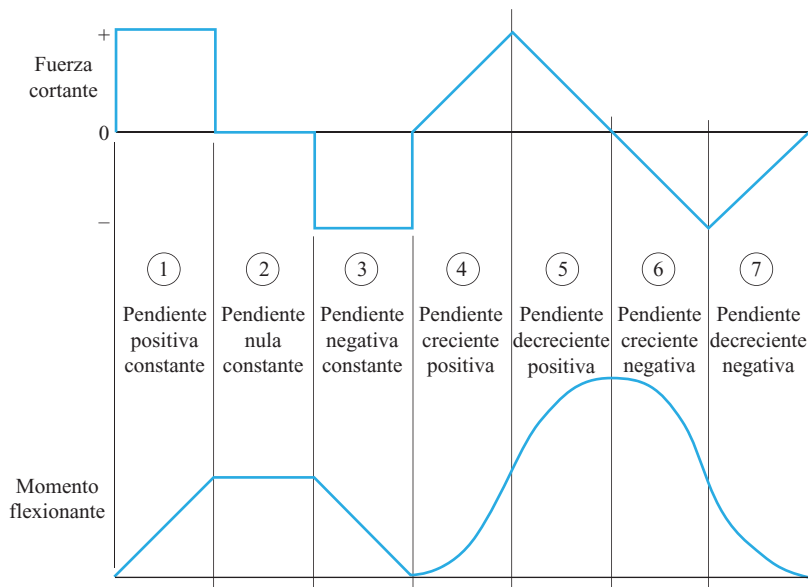 +
Fuerza
cortante
0
−
1 2 3 4 5 6 7
Pendiente Pendiente Pendiente Pendiente Pendiente Pendiente Pendiente
positiva nula negativa creciente decreciente creciente decreciente
constante constante constante positiva positiva negativa negativa
Momento
flexionante